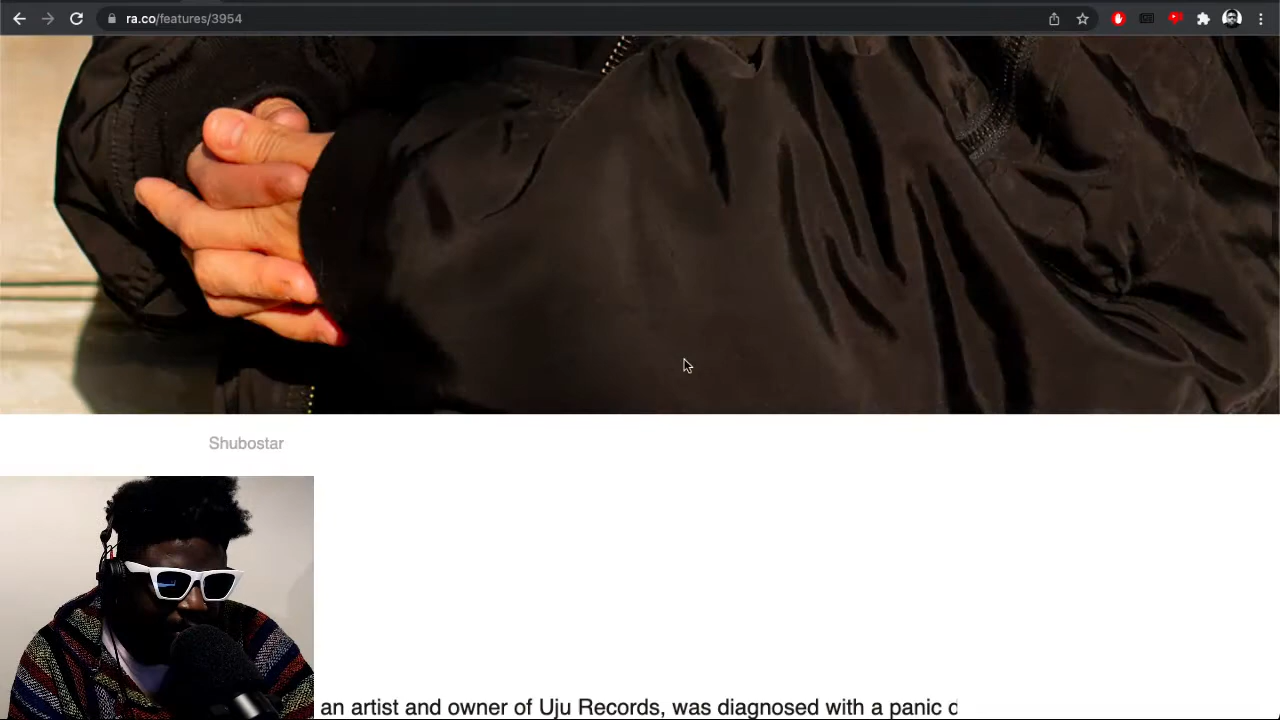 ra.co/features/3954
Shubostar
an artist and owner of Uju Records, was diagnosed with a panic